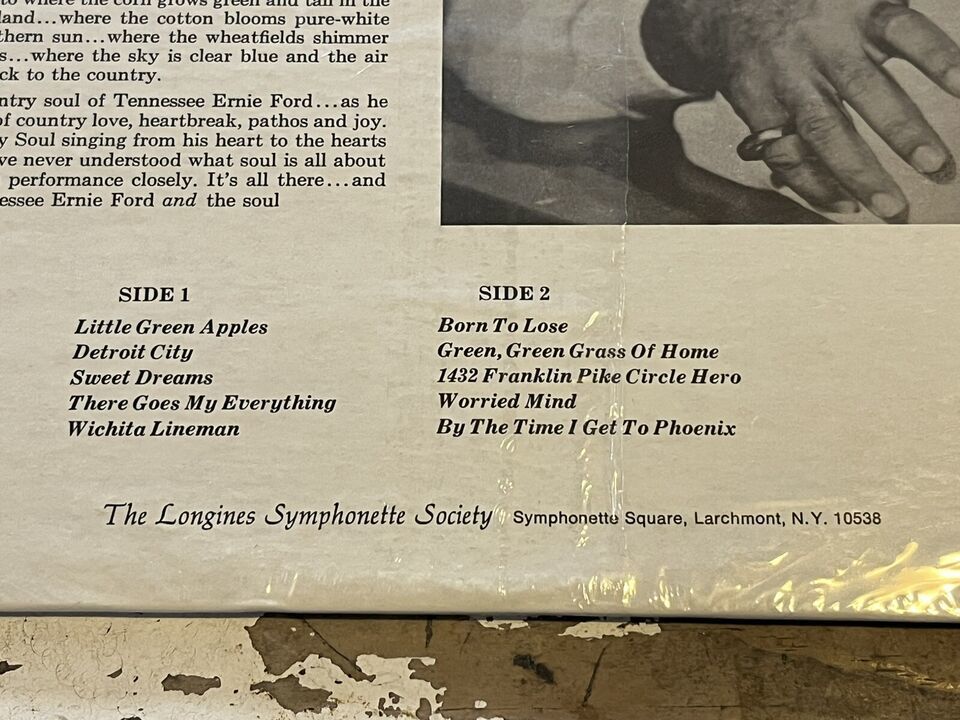 to where the corn grows green and tall in the
land...where the cotton blooms pure-white
thern sun...where the wheatfields shimmer
s...where the sky is clear blue and the air
ck to the country.
ntry soul of Tennessee Ernie Ford...as he
of country love, heartbreak, pathos and joy.
y Soul singing from his heart to the hearts
ve never understood what soul is all about
performance closely. It's all there...and
essee Ernie Ford and the soul
SIDE 1
Little Green Apples
Detroit City
Sweet Dreams
There Goes My Everything
Wichita Lineman
SIDE 2
Born To Lose
Green, Green Grass Of Home
1432 Franklin Pike Circle Hero
Worried Mind
By The Time I Get To Phoenix
The Longines Symphonette Society Symphonette Square, Larchmont, N.Y. 10538